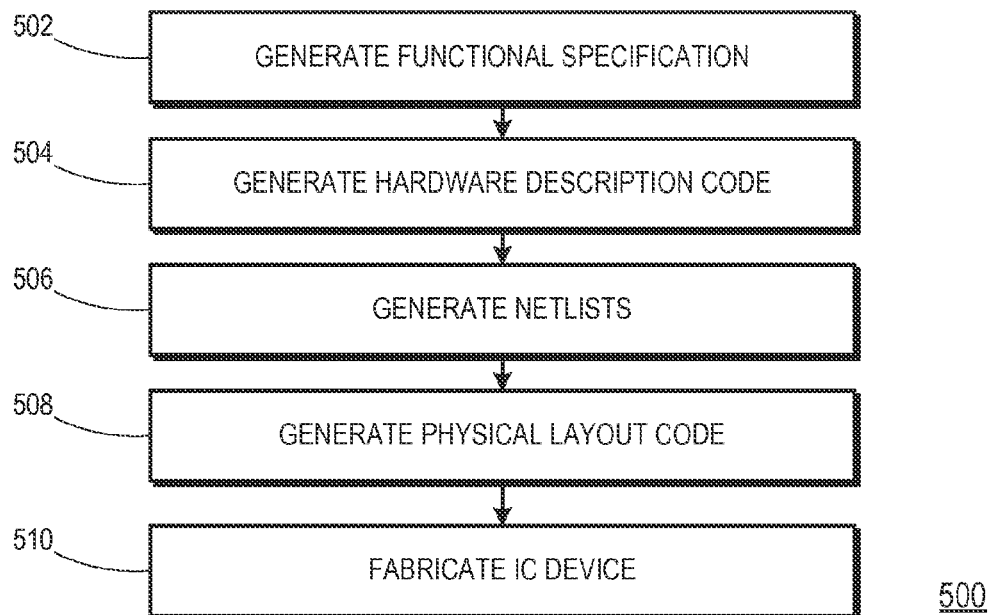 502
GENERATE FUNCTIONAL SPECIFICATION
504
GENERATE HARDWARE DESCRIPTION CODE
506
GENERATE NETLISTS
508
GENERATE PHYSICAL LAYOUT CODE
510
FABRICATE IC DEVICE
500